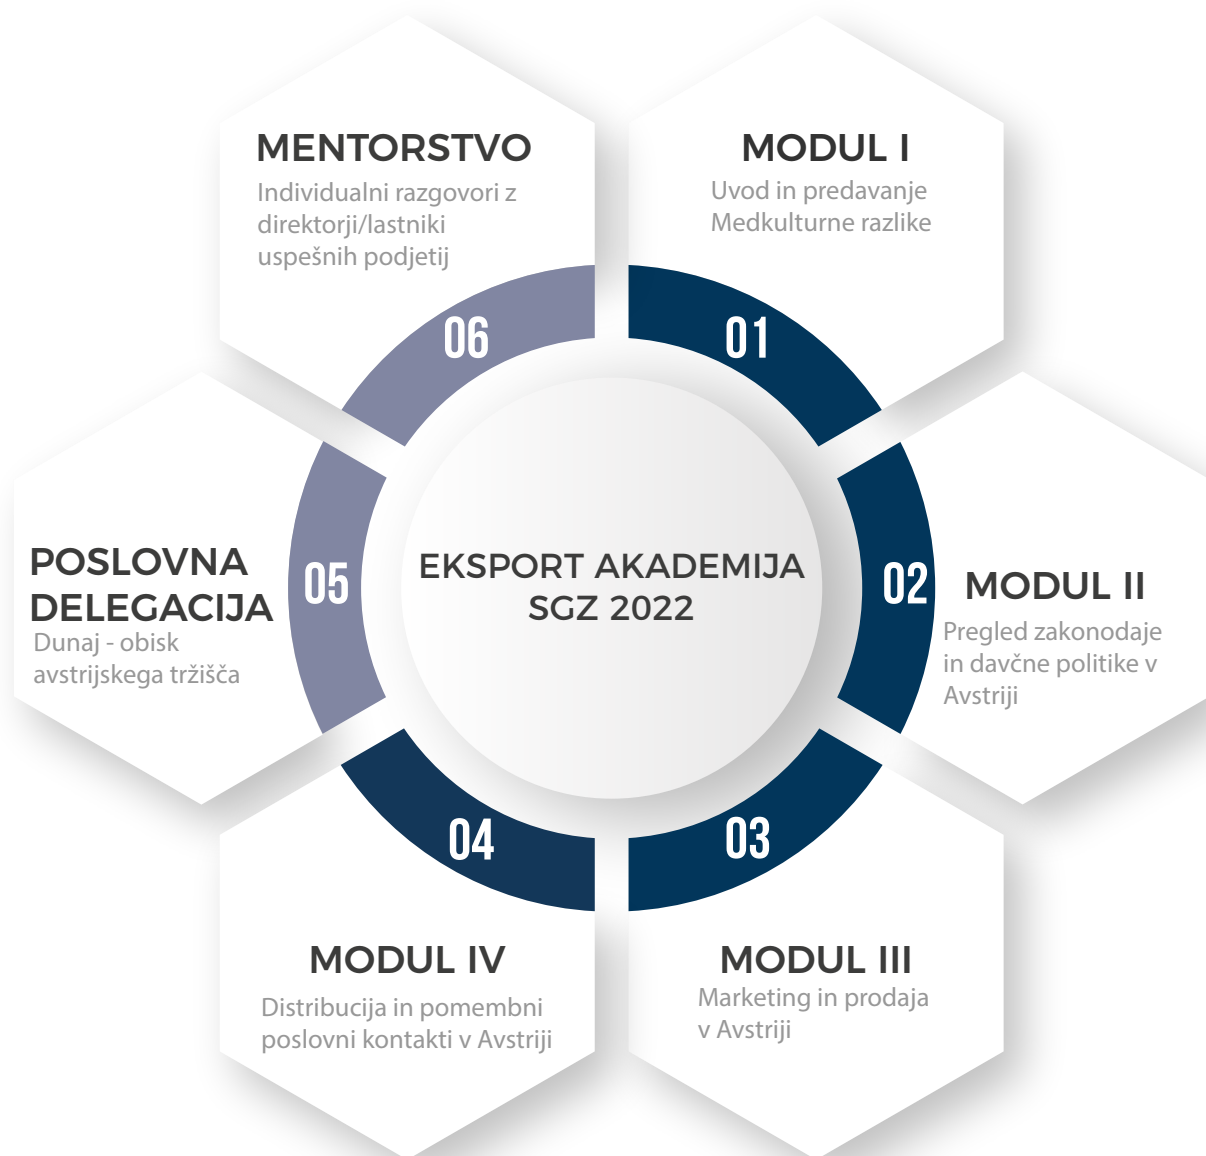 EKSPORT AKADEMIJA
SGZ 2022
01
MODUL I
Uvod in predavanje
Medkulturne razlike
02
MODUL II
Pregled zakonodaje
in davčne politike v
Avstriji
03
MODUL III
Marketing in prodaja
v Avstriji
04
MODUL IV
Distribucija in pomembni
poslovni kontakti v Avstriji
05
POSLOVNA
DELEGACIJA
Dunaj - obisk
avstrijskega tržišča
06
MENTORSTVO
Individualni razgovori z
direktorji/lastniki
uspešnih podjetij